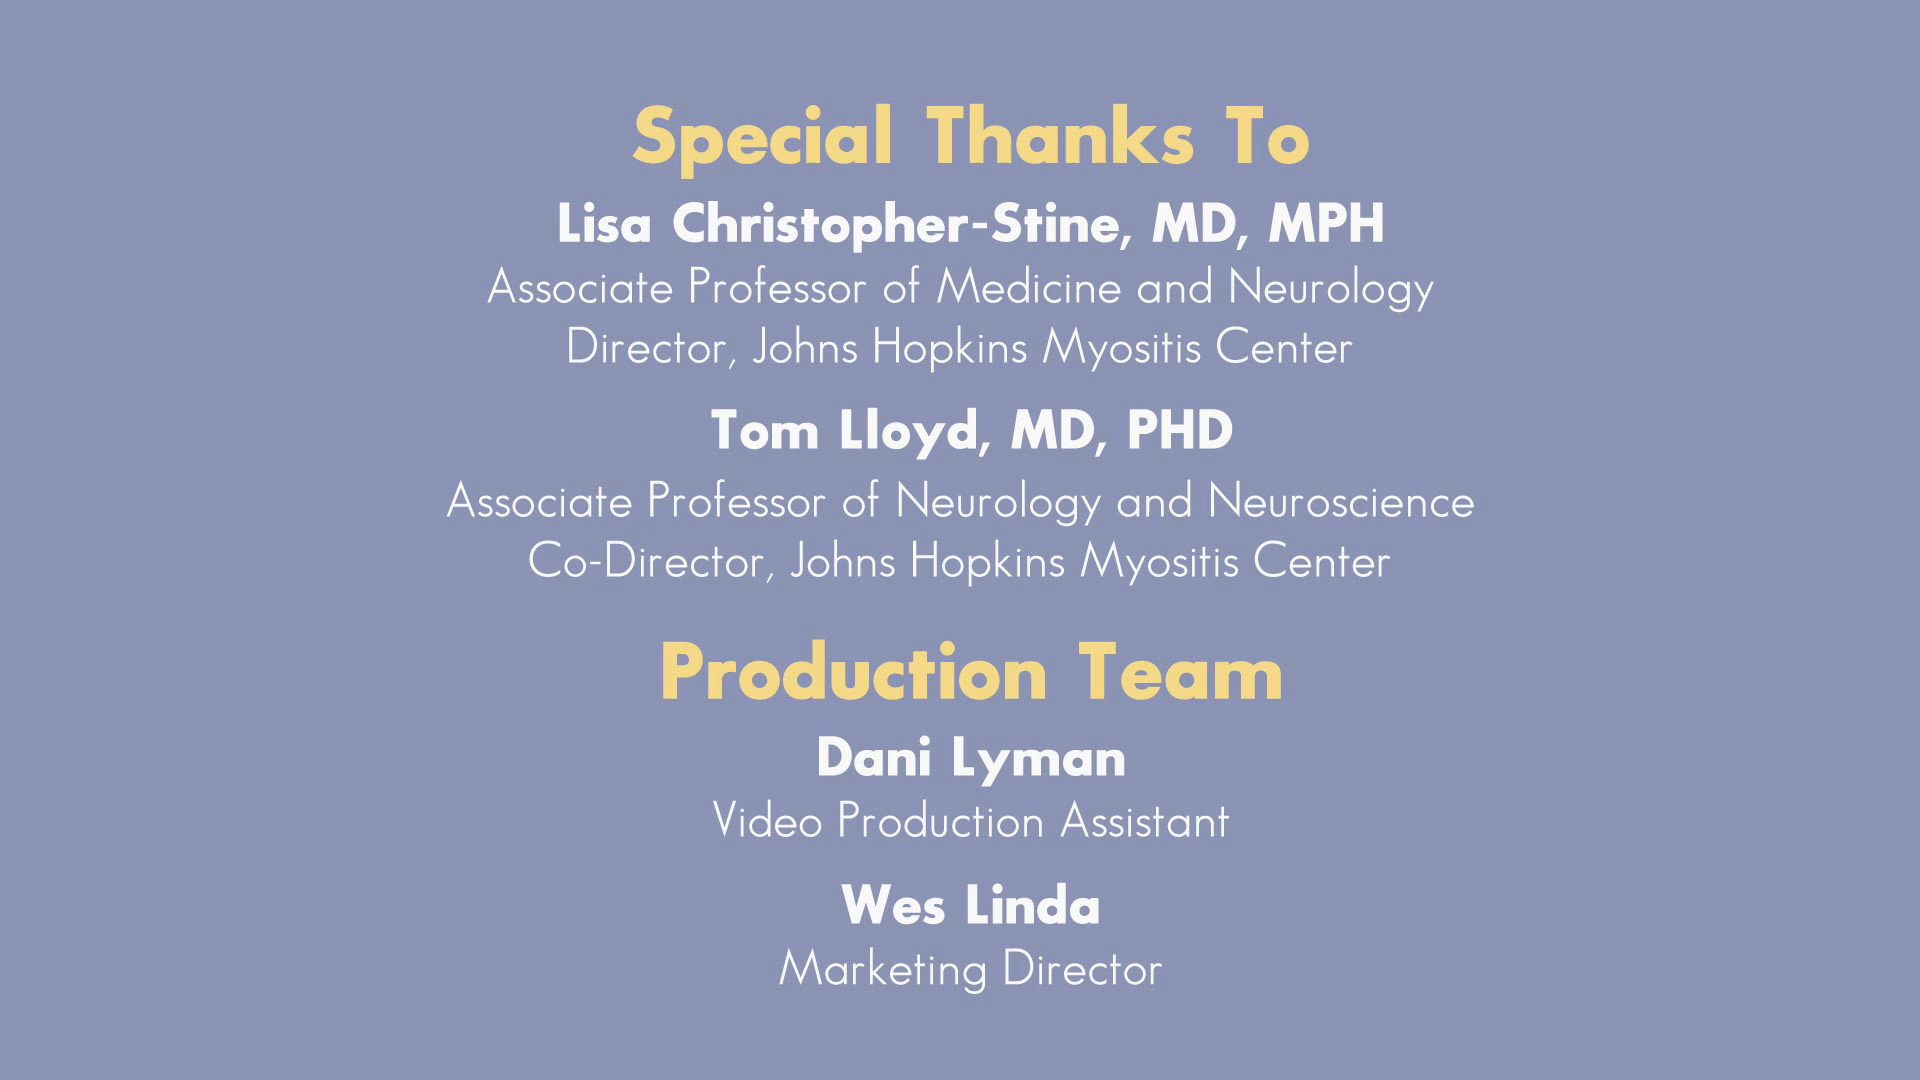 Special Thanks To
Lisa Christopher-Stine, MD, MPH
Associate Professor of Medicine and Neurology
Director, Johns Hopkins Myositis Center
Tom Lloyd, MD, PHD
Associate Professor of Neurology and Neuroscience
Co-Director, Johns Hopkins Myositis Center
Production Team
Dani Lyman
Video Production Assistant
Wes Linda
Marketing Director